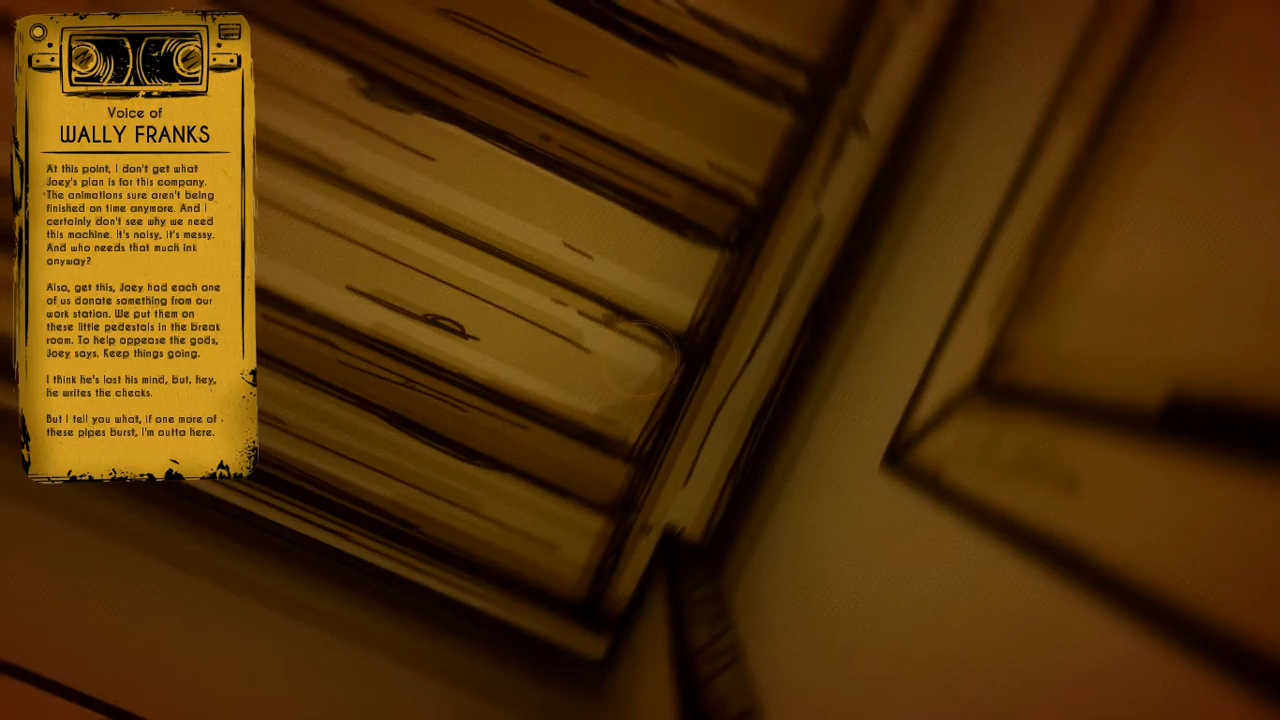 Voice of
WALLY FRANKS
At this point, I don't get what
Joey's plan is for this company.
The animations sure aren't being
finished on time anymore. And I
certainly don't see why we need
this machine. It's noisy, it's messy.
And who needs that much ink
anyway?
Also, get this, Joey had each one
of us donate something from our
work station. We put them on
these little pedestals in the break
room. To help appease the gods,
Joey says. Keep things going.
I think he's lost his mind, but, hey,
he writes the checks.
But I tell you what, if one more of
these pipes burst, I'm outta here.